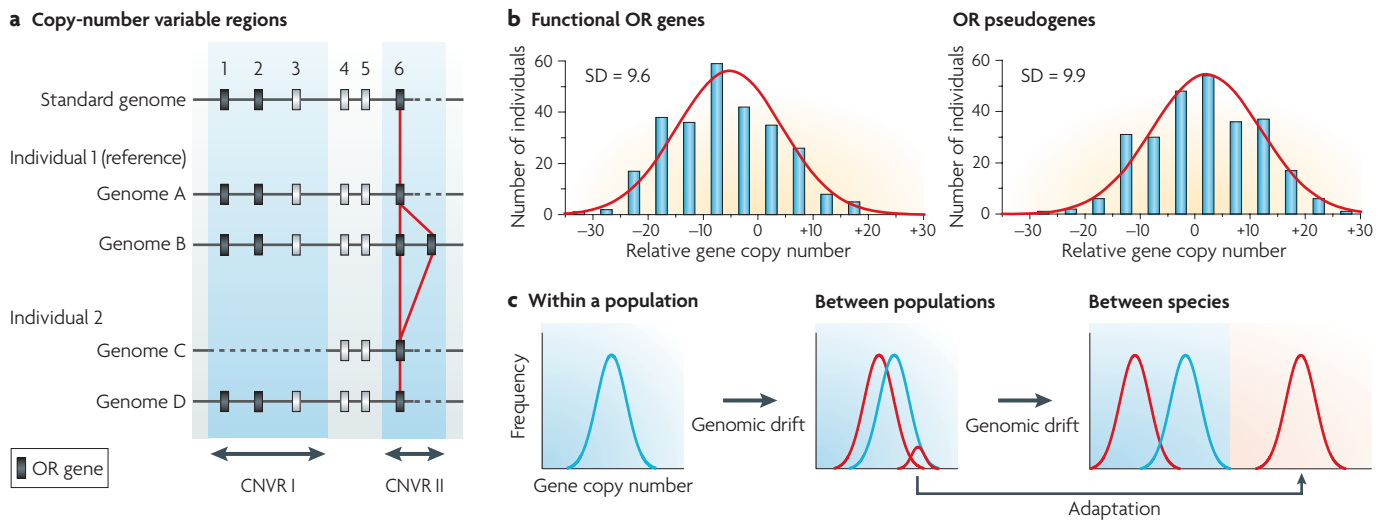 a Copy-number variable regions
1 2 3 4 5 6
Standard genome
Individual 1 (reference)
Genome A
Genome B
Individual 2
Genome C
Genome D
OR gene
CNVR I
CNVR II
b Functional OR genes
SD = 9.6
Number of individuals
60
40
20
0
–30 –20 –10 0 +10 +20 +30
Relative gene copy number
OR pseudogenes
SD = 9.9
Number of individuals
60
40
20
0
–30 –20 –10 0 +10 +20 +30
Relative gene copy number
c Within a population
Frequency
Gene copy number
Genomic drift
Between populations
Genomic drift
Between species
Adaptation